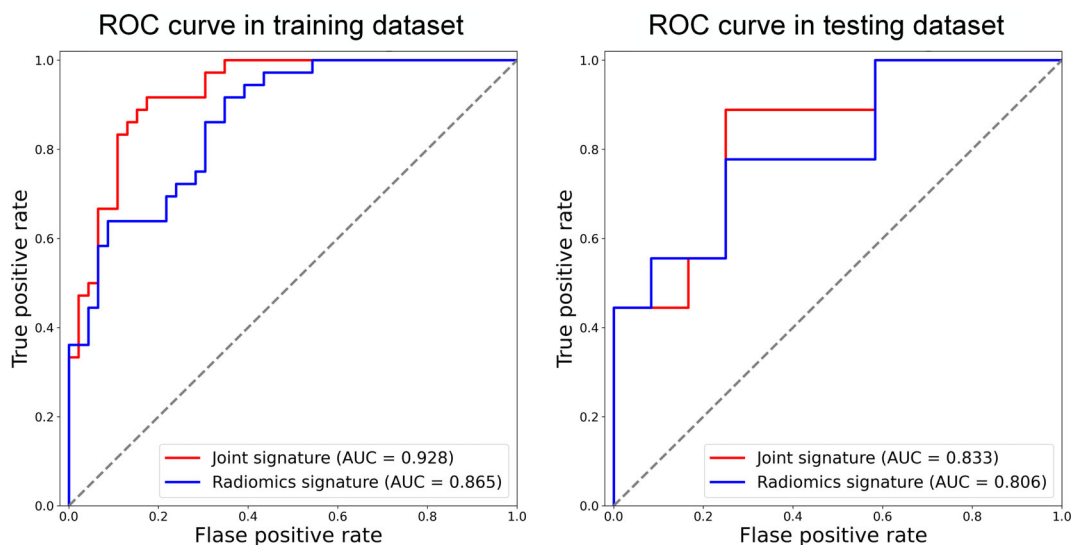 ROC curve in training dataset
1.0
0.8
0.6
0.4
0.2
0.0
True positive rate
Joint signature (AUC = 0.928)
Radiomics signature (AUC = 0.865)
0.0 0.2 0.4 0.6 0.8 1.0
Flase positive rate
ROC curve in testing dataset
1.0
0.8
0.6
0.4
0.2
0.0
True positive rate
Joint signature (AUC = 0.833)
Radiomics signature (AUC = 0.806)
0.0 0.2 0.4 0.6 0.8 1.0
Flase positive rate